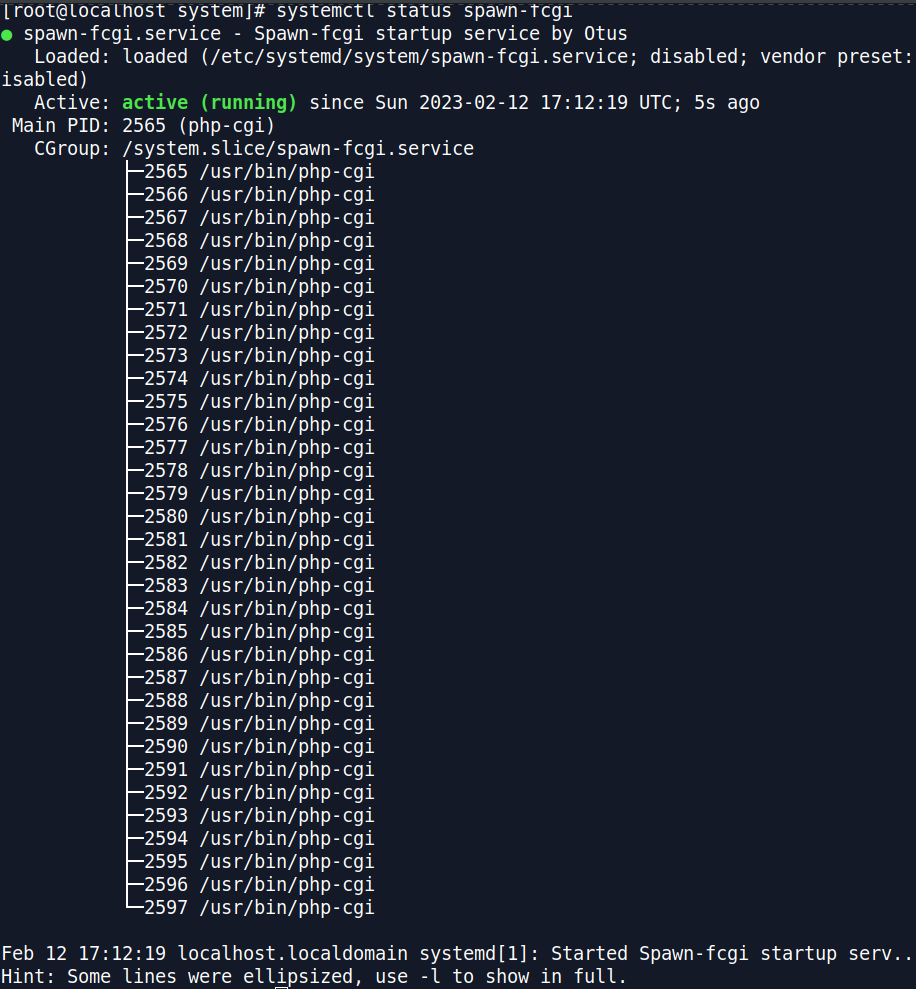 [root@localhost system]# systemctl status spawn-fcgi
● spawn-fcgi.service - Spawn-fcgi startup service by Otus
   Loaded: loaded (/etc/systemd/system/spawn-fcgi.service; disabled; vendor preset:
isabled)
   Active: active (running) since Sun 2023-02-12 17:12:19 UTC; 5s ago
 Main PID: 2565 (php-cgi)
   CGroup: /system.slice/spawn-fcgi.service
           ├─2565 /usr/bin/php-cgi
           ├─2566 /usr/bin/php-cgi
           ├─2567 /usr/bin/php-cgi
           ├─2568 /usr/bin/php-cgi
           ├─2569 /usr/bin/php-cgi
           ├─2570 /usr/bin/php-cgi
           ├─2571 /usr/bin/php-cgi
           ├─2572 /usr/bin/php-cgi
           ├─2573 /usr/bin/php-cgi
           ├─2574 /usr/bin/php-cgi
           ├─2575 /usr/bin/php-cgi
           ├─2576 /usr/bin/php-cgi
           ├─2577 /usr/bin/php-cgi
           ├─2578 /usr/bin/php-cgi
           ├─2579 /usr/bin/php-cgi
           ├─2580 /usr/bin/php-cgi
           ├─2581 /usr/bin/php-cgi
           ├─2582 /usr/bin/php-cgi
           ├─2583 /usr/bin/php-cgi
           ├─2584 /usr/bin/php-cgi
           ├─2585 /usr/bin/php-cgi
           ├─2586 /usr/bin/php-cgi
           ├─2587 /usr/bin/php-cgi
           ├─2588 /usr/bin/php-cgi
           ├─2589 /usr/bin/php-cgi
           ├─2590 /usr/bin/php-cgi
           ├─2591 /usr/bin/php-cgi
           ├─2592 /usr/bin/php-cgi
           ├─2593 /usr/bin/php-cgi
           ├─2594 /usr/bin/php-cgi
           ├─2595 /usr/bin/php-cgi
           ├─2596 /usr/bin/php-cgi
           └─2597 /usr/bin/php-cgi

Feb 12 17:12:19 localhost.localdomain systemd[1]: Started Spawn-fcgi startup serv..
Hint: Some lines were ellipsized, use -l to show in full.